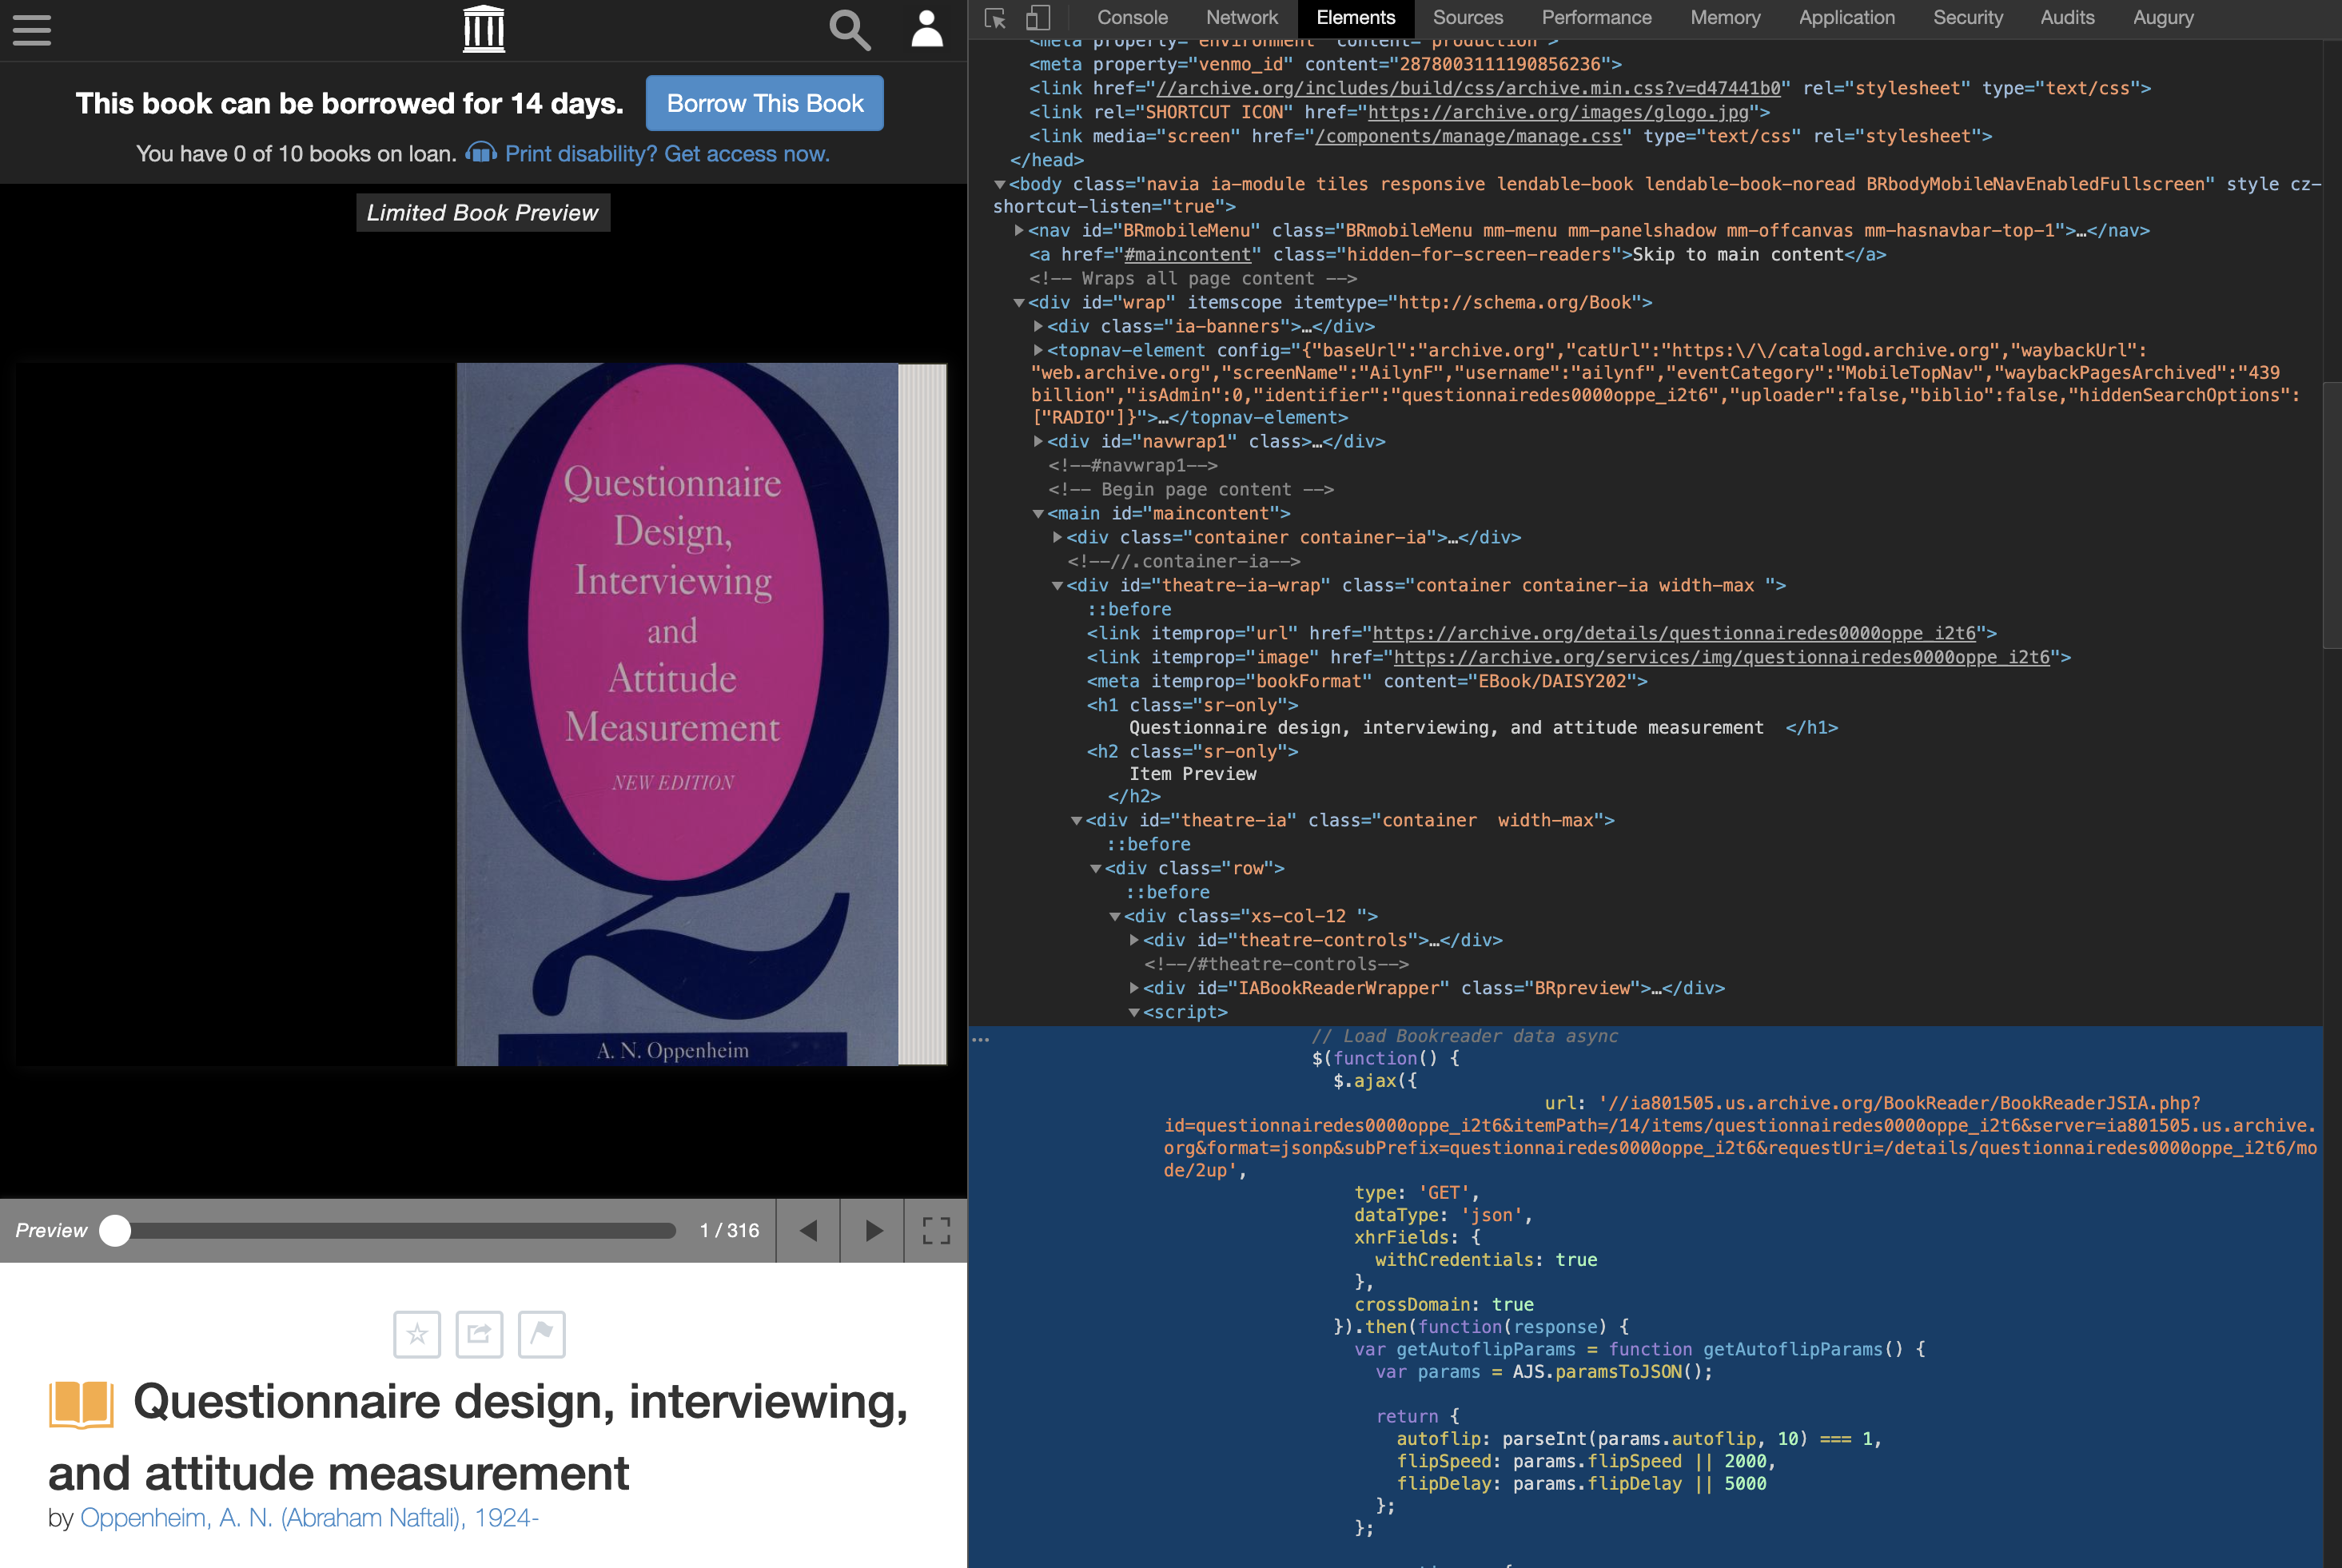 This book can be borrowed for 14 days.
Borrow This Book
You have 0 of 10 books on loan. Print disability? Get access now.
Limited Book Preview
Questionnaire
Design,
Interviewing
and
Attitude
Measurement
NEW EDITION
A. N. Oppenheim
Preview
1 / 316
Questionnaire design, interviewing,
and attitude measurement
by Oppenheim, A. N. (Abraham Naftali), 1924-
Console Network Elements Sources Performance Memory Application Security Audits Augury
<meta property="environment" content="production">
<meta property="venmo_id" content="2878003111190856236">
<link href="//archive.org/includes/build/css/archive.min.css?v=d47441b0" rel="stylesheet" type="text/css">
<link rel="SHORTCUT ICON" href="https://archive.org/images/glogo.jpg">
<link media="screen" href="/components/manage/manage.css" type="text/css" rel="stylesheet">
</head>
▼<body class="navia ia-module tiles responsive lendable-book lendable-book-noread BRbodyMobileNavEnabledFullscreen" style cz-
shortcut-listen="true">
▶<nav id="BRmobileMenu" class="BRmobileMenu mm-menu mm-panelshadow mm-offcanvas mm-hasnavbar-top-1">…</nav>
<a href="#maincontent" class="hidden-for-screen-readers">Skip to main content</a>
<!-- Wraps all page content -->
▼<div id="wrap" itemscope itemtype="http://schema.org/Book">
▶<div class="ia-banners">…</div>
▶<topnav-element config="{"baseUrl":"archive.org","catUrl":"https:\/\/catalogd.archive.org","waybackUrl":
"web.archive.org","screenName":"AilynF","username":"ailynf","eventCategory":"MobileTopNav","waybackPagesArchived":"439
billion","isAdmin":0,"identifier":"questionnairedes0000oppe_i2t6","uploader":false,"biblio":false,"hiddenSearchOptions":
["RADIO"]}">…</topnav-element>
▶<div id="navwrap1" class>…</div>
<!--#navwrap1-->
<!-- Begin page content -->
▼<main id="maincontent">
▶<div class="container container-ia">…</div>
<!--//.container-ia-->
▼<div id="theatre-ia-wrap" class="container container-ia width-max ">
::before
<link itemprop="url" href="https://archive.org/details/questionnairedes0000oppe_i2t6">
<link itemprop="image" href="https://archive.org/services/img/questionnairedes0000oppe_i2t6">
<meta itemprop="bookFormat" content="EBook/DAISY202">
<h1 class="sr-only">
Questionnaire design, interviewing, and attitude measurement </h1>
<h2 class="sr-only">
Item Preview
</h2>
▼<div id="theatre-ia" class="container  width-max">
::before
▼<div class="row">
::before
▼<div class="xs-col-12 ">
▶<div id="theatre-controls">…</div>
<!--/#theatre-controls-->
▶<div id="IABookReaderWrapper" class="BRpreview">…</div>
▼<script>
// Load Bookreader data async
$(function() {
$.ajax({
url: '//ia801505.us.archive.org/BookReader/BookReaderJSIA.php?
id=questionnairedes0000oppe_i2t6&itemPath=/14/items/questionnairedes0000oppe_i2t6&server=ia801505.us.archive.
org&format=jsonp&subPrefix=questionnairedes0000oppe_i2t6&requestUri=/details/questionnairedes0000oppe_i2t6/mo
de/2up',
type: 'GET',
dataType: 'json',
xhrFields: {
withCredentials: true
},
crossDomain: true
}).then(function(response) {
var getAutoflipParams = function getAutoflipParams() {
var params = AJS.paramsToJSON();
return {
autoflip: parseInt(params.autoflip, 10) === 1,
flipSpeed: params.flipSpeed || 2000,
flipDelay: params.flipDelay || 5000
};
};